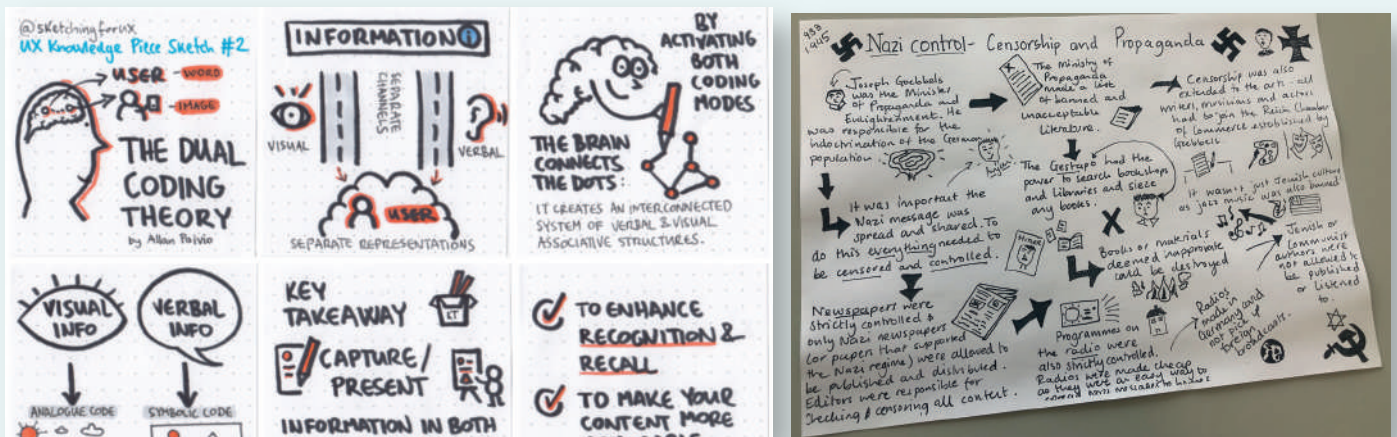 @sketchingforux
UX Knowledge Piece Sketch #2
USER - WORD
- IMAGE
THE DUAL
CODING
THEORY
by Allan Paivio
INFORMATION i
SEPARATE
CHANNELS
VISUAL
VERBAL
USER
SEPARATE REPRESENTATIONS
BY
ACTIVATING
BOTH
CODING
MODES
THE BRAIN
CONNECTS
THE DOTS:
IT CREATES AN INTERCONNECTED
SYSTEM OF VERBAL & VISUAL
ASSOCIATIVE STRUCTURES.
VISUAL
INFO
VERBAL
INFO
ANALOGUE CODE
SYMBOLIC CODE
KEY
TAKEAWAY
CAPTURE/
PRESENT
INFORMATION IN BOTH
TO ENHANCE
RECOGNITION &
RECALL
TO MAKE YOUR
CONTENT MORE
1945
Nazi control - Censorship and Propaganda
Joseph Goebbels
was the Minister
of Propaganda and
Enlightenment. He
was responsible for the
indoctrination of the German
population
It was important the
Nazi message was
spread and shared. To
do this everything needed to
be censored and controlled.
Newspapers were
strictly controlled &
only Nazi newspapers
(or papers that supported
the Nazi regime) were allowed to
be published and distributed.
Editors were responsible for
checking & censoring all content.
The Ministry of
Propaganda
made a list
of banned and
unacceptable
literature.
The Gestapo had the
power to search bookshops
and libraries and sieze
any books.
HITLER
Books or materials
deemed inappropriate
could be destroyed
Programmes on
the radio were
also strictly controlled.
Radios were made cheap
as they were an easy way to
Radios
made in
Germany could
not pick up
foreign
broadcasts.
Censorship was also
extended to the arts - all
writers, musicians and actors
had to join the Reich Chamber
of Commerce established by
Goebbels
It wasn't just Jewish culture
as jazz music was also banned
Jewish or
Communist
authors were
not allowed to
be published
or listened
to.